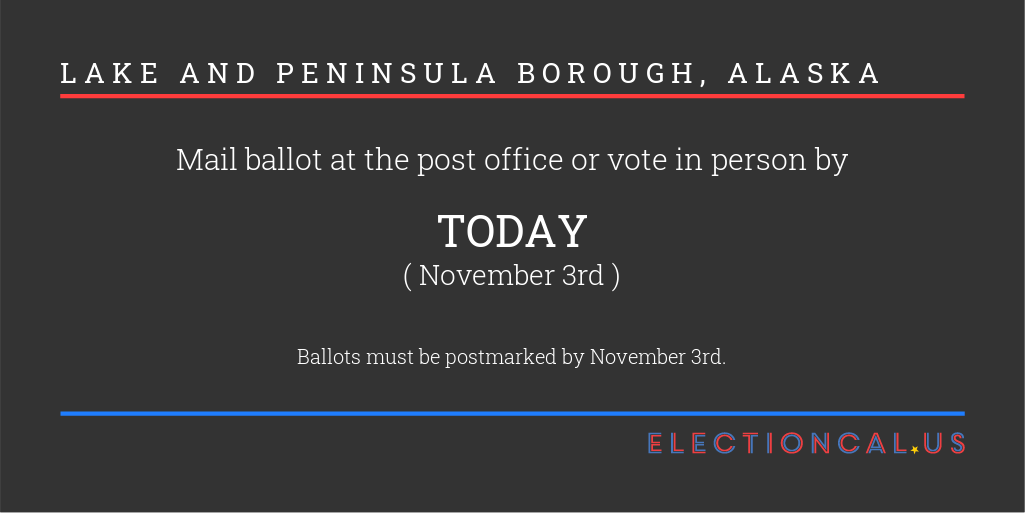 LAKE AND PENINSULA BOROUGH, ALASKA
Mail ballot at the post office or vote in person by
TODAY
( November 3rd )
Ballots must be postmarked by November 3rd.
ELECTIONCAL.US